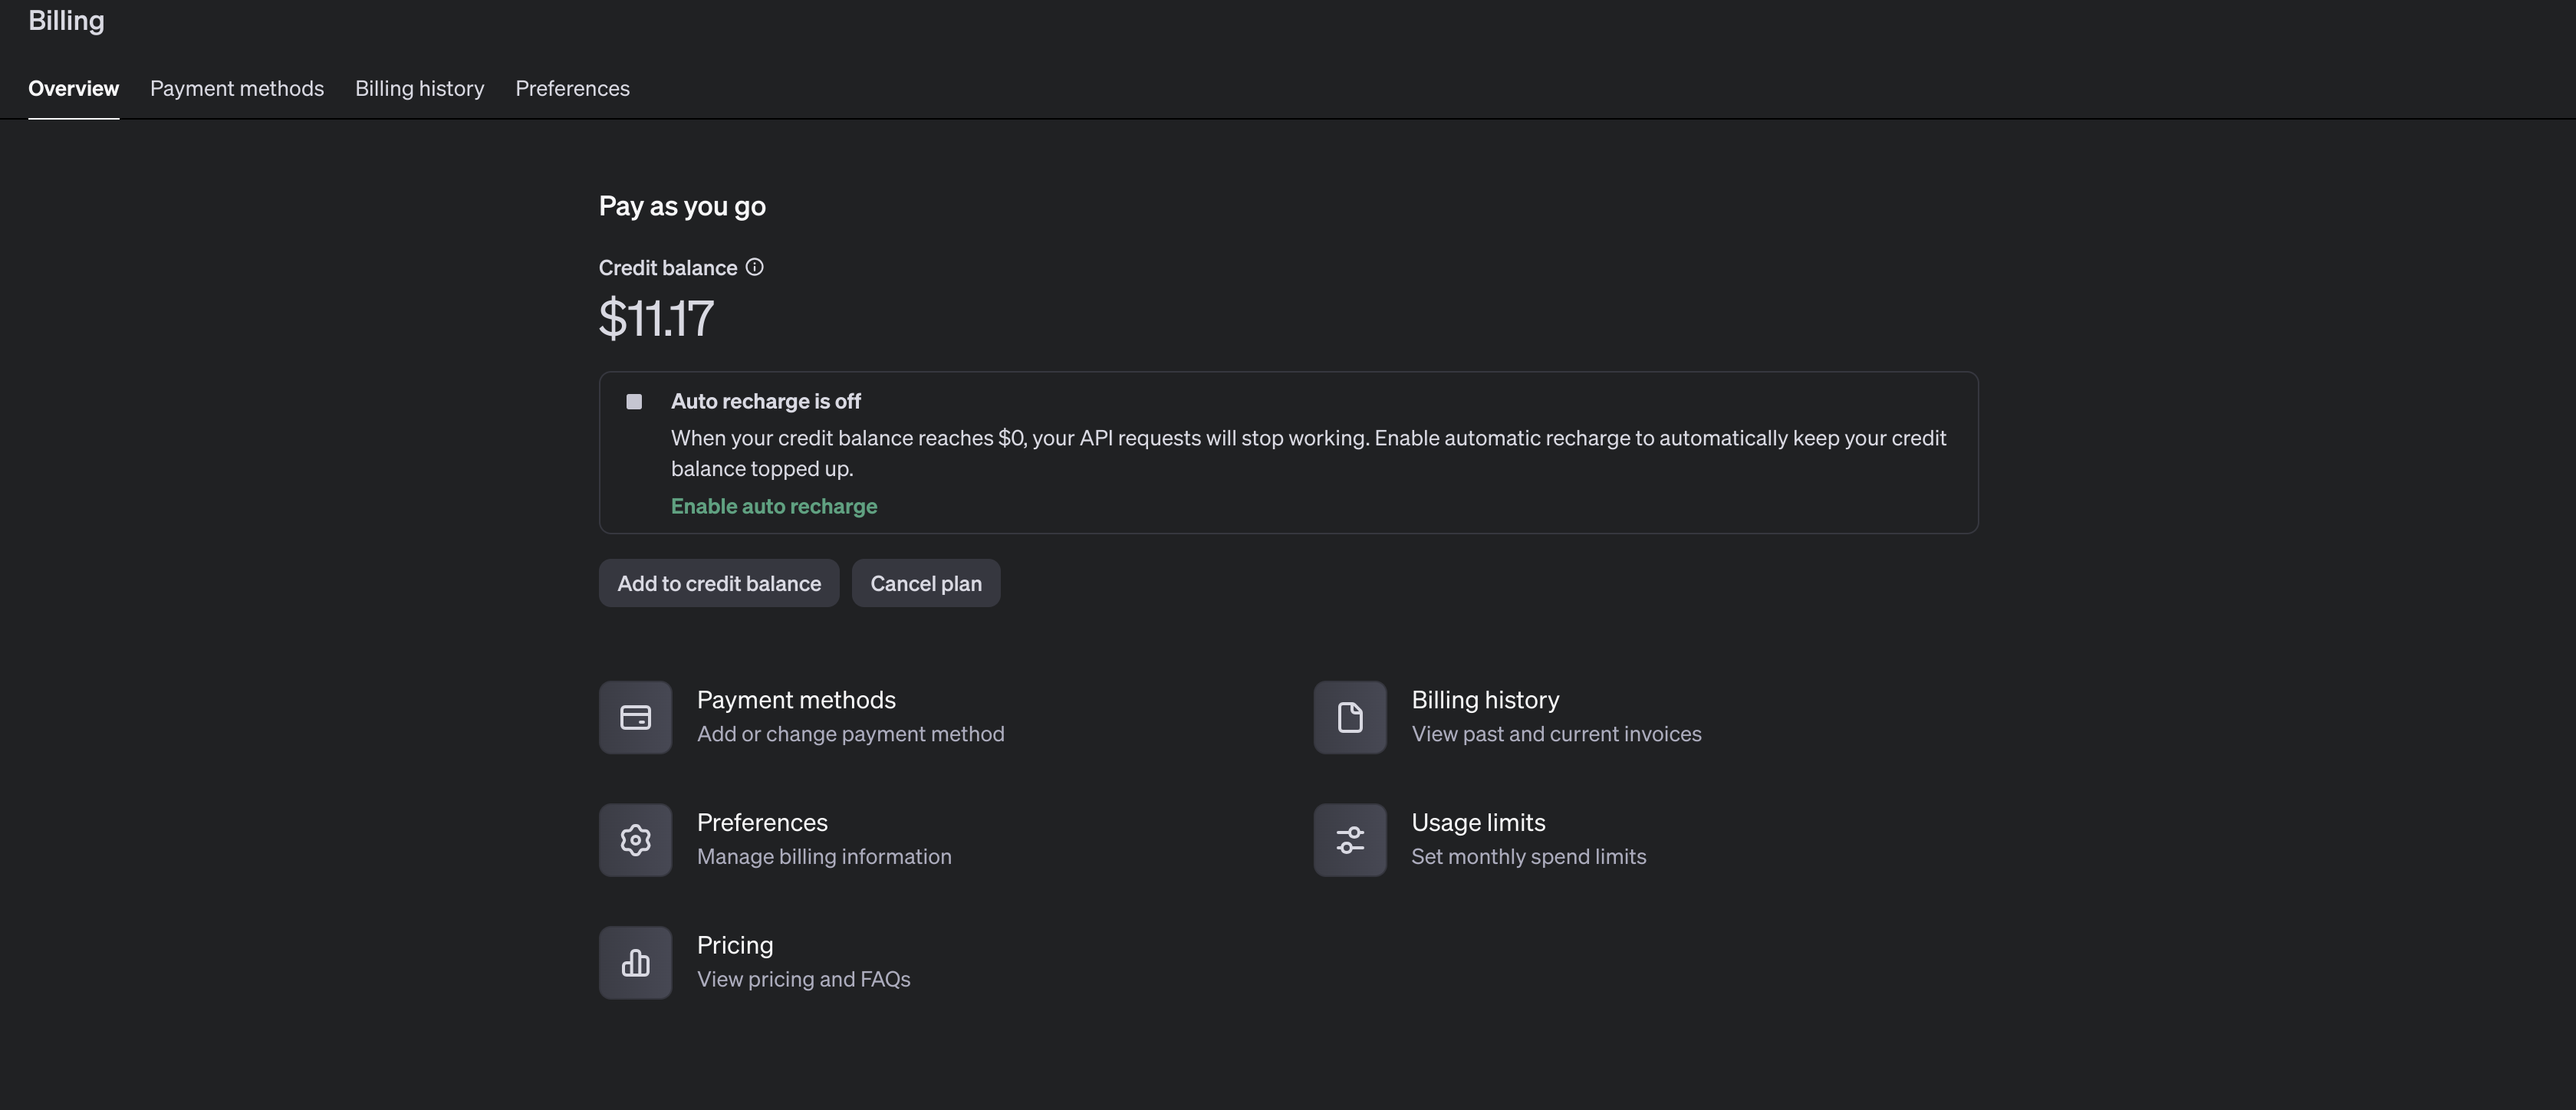 Billing
Overview
Payment methods
Billing history
Preferences
Pay as you go
Credit balance
$11.17
Auto recharge is off
When your credit balance reaches $0, your API requests will stop working. Enable automatic recharge to automatically keep your credit
balance topped up.
Enable auto recharge
Add to credit balance
Cancel plan
Payment methods
Add or change payment method
Billing history
View past and current invoices
Preferences
Manage billing information
Usage limits
Set monthly spend limits
Pricing
View pricing and FAQs